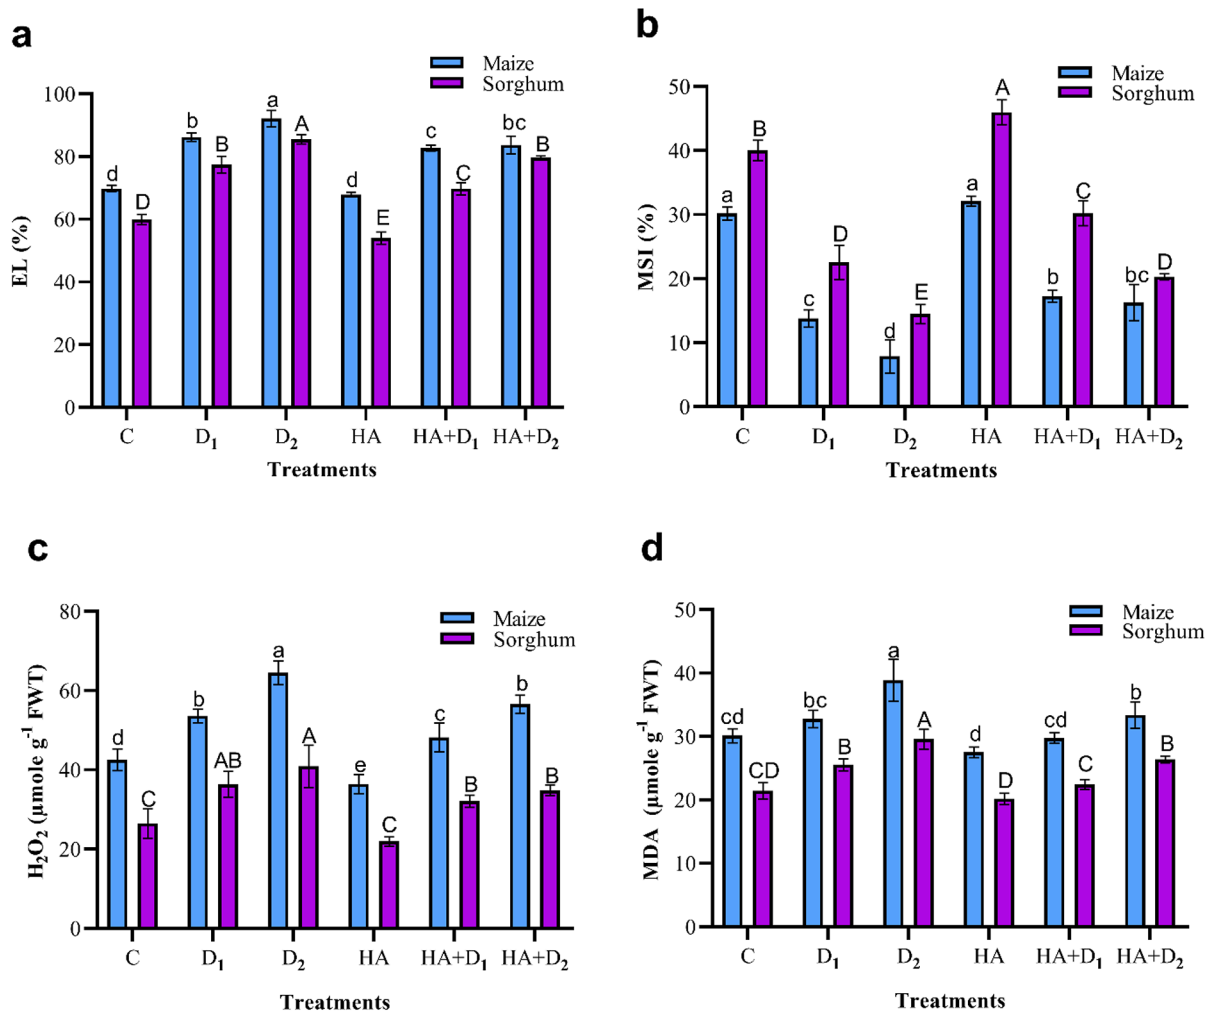 a
Maize
Sorghum
EL (%)
100
80
60
40
20
0
d D b B a A d E c C bc B
C D₁ D₂ HA HA+D₁ HA+D₂
Treatments
b
Maize
Sorghum
MSI (%)
50
40
30
20
10
0
a B c D d E a A b C bc D
C D₁ D₂ HA HA+D₁ HA+D₂
Treatments
c
Maize
Sorghum
H₂O₂ (µmole g⁻¹ FWT)
80
60
40
20
0
d C b AB a A e C c B b B
C D₁ D₂ HA HA+D₁ HA+D₂
Treatments
d
Maize
Sorghum
MDA (µmole g⁻¹ FWT)
50
40
30
20
10
0
cd CD bc B a A d D cd C b B
C D₁ D₂ HA HA+D₁ HA+D₂
Treatments